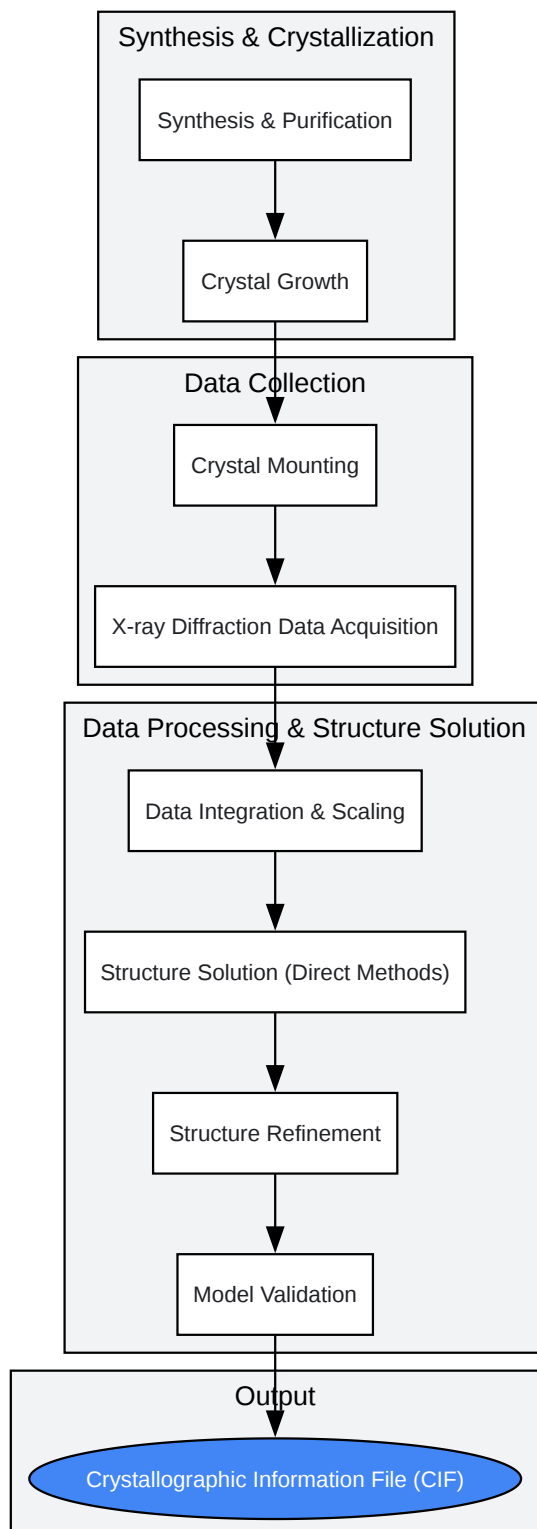 Synthesis & Crystallization
Synthesis & Purification
Crystal Growth
Data Collection
Crystal Mounting
X-ray Diffraction Data Acquisition
Data Processing & Structure Solution
Data Integration & Scaling
Structure Solution (Direct Methods)
Structure Refinement
Model Validation
Output
Crystallographic Information File (CIF)